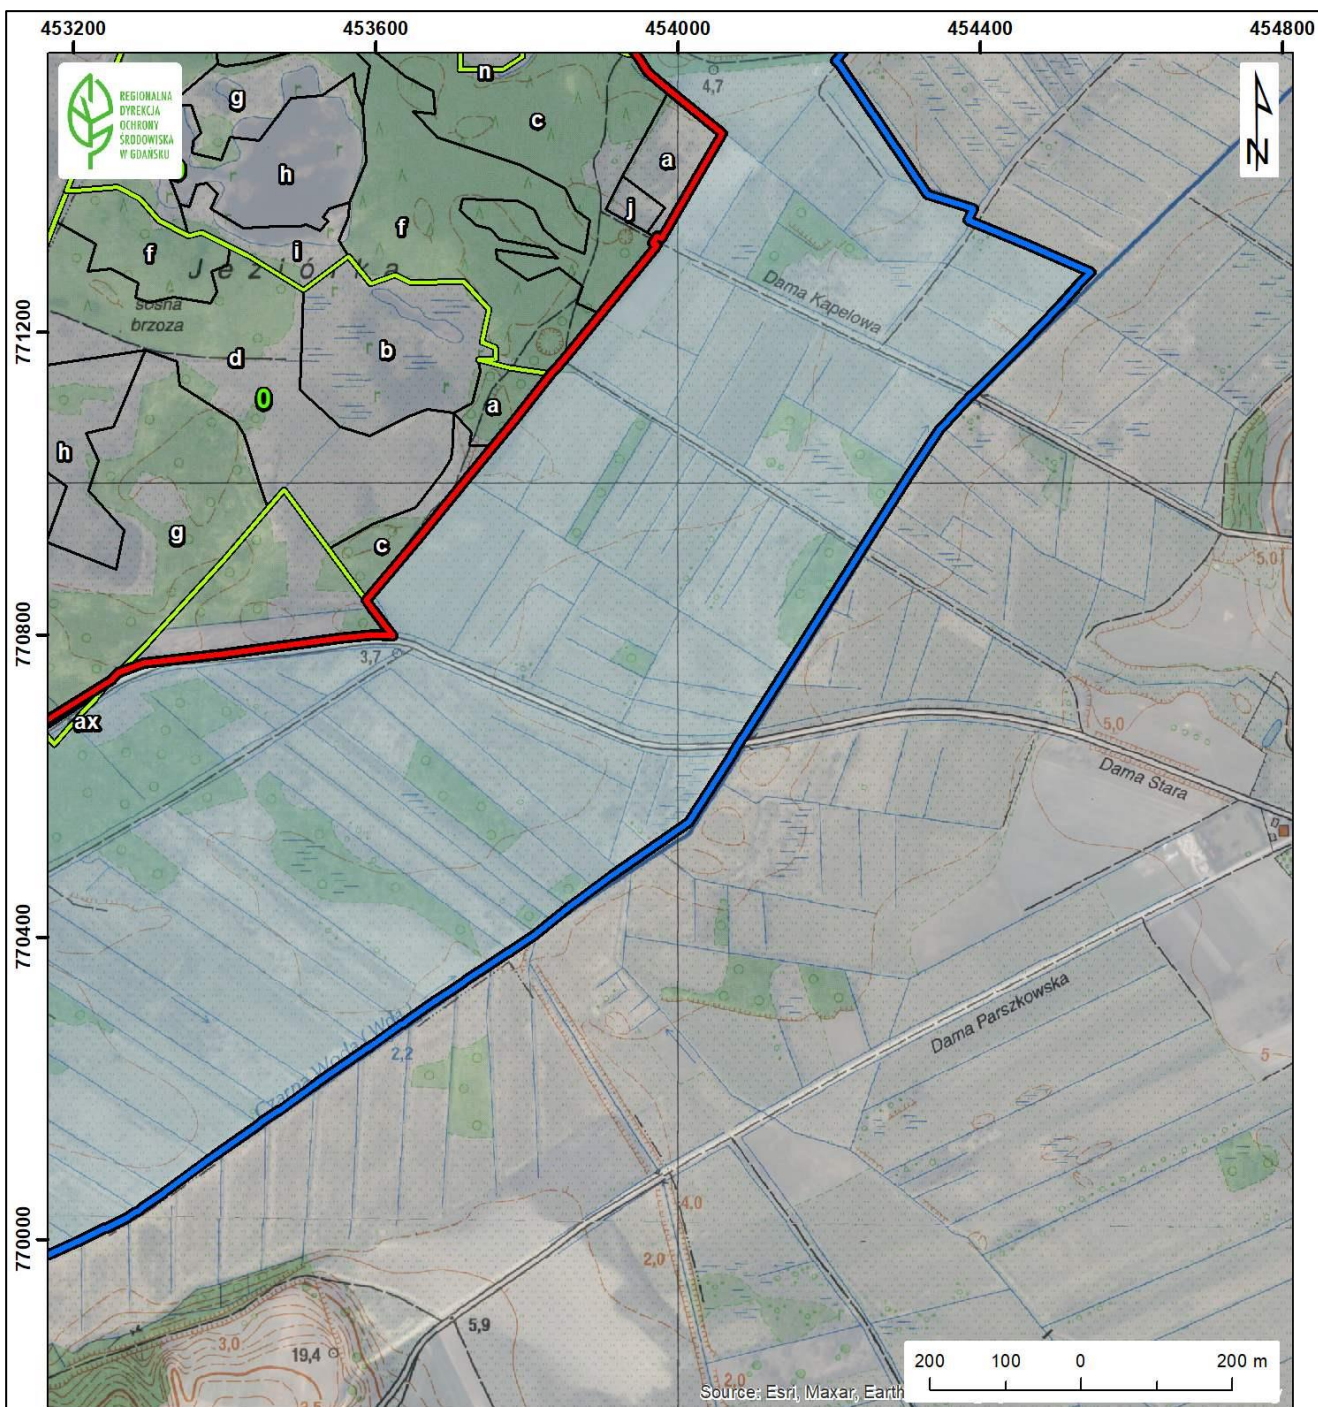 453200 453600 454000 454400 454800
REGIONALNA
DYREKCJA
OCHRONY
ŚRODOWISKA
W GDAŃSKU
n
4,7
g
c
N
h
a
j
f
f
i
Jeziórka
sosna
brzoza
Dama Kapelowa
771200
d
b
0
a
h
g
c
5,0
770800
3,7
ax
5,0
Dama Stara
770400
Czarna Woda
2,2
Dama Parszkowska
5
770000
4,0
2,0
5,9
3,0
19,4
2,0
200 100 0 200 m
Source: Esri, Maxar, Earth